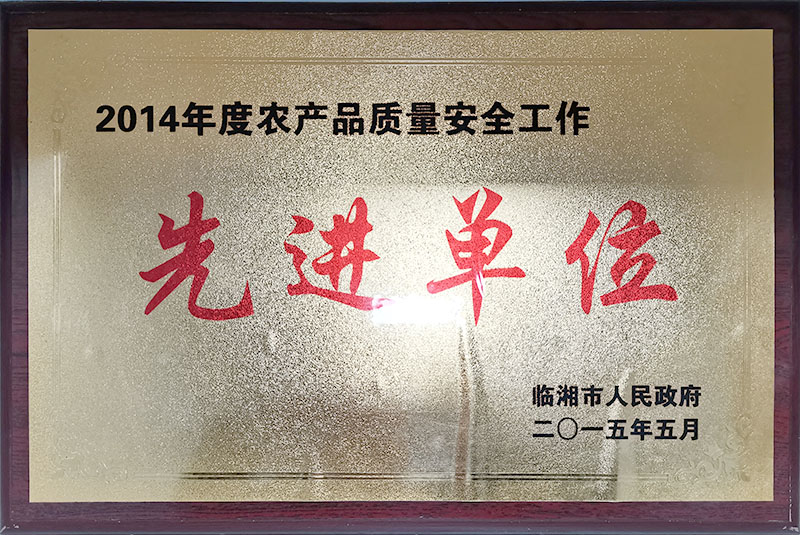 2014年度农产品质量安全工作
先进单位
临湘市人民政府
二〇一五年五月